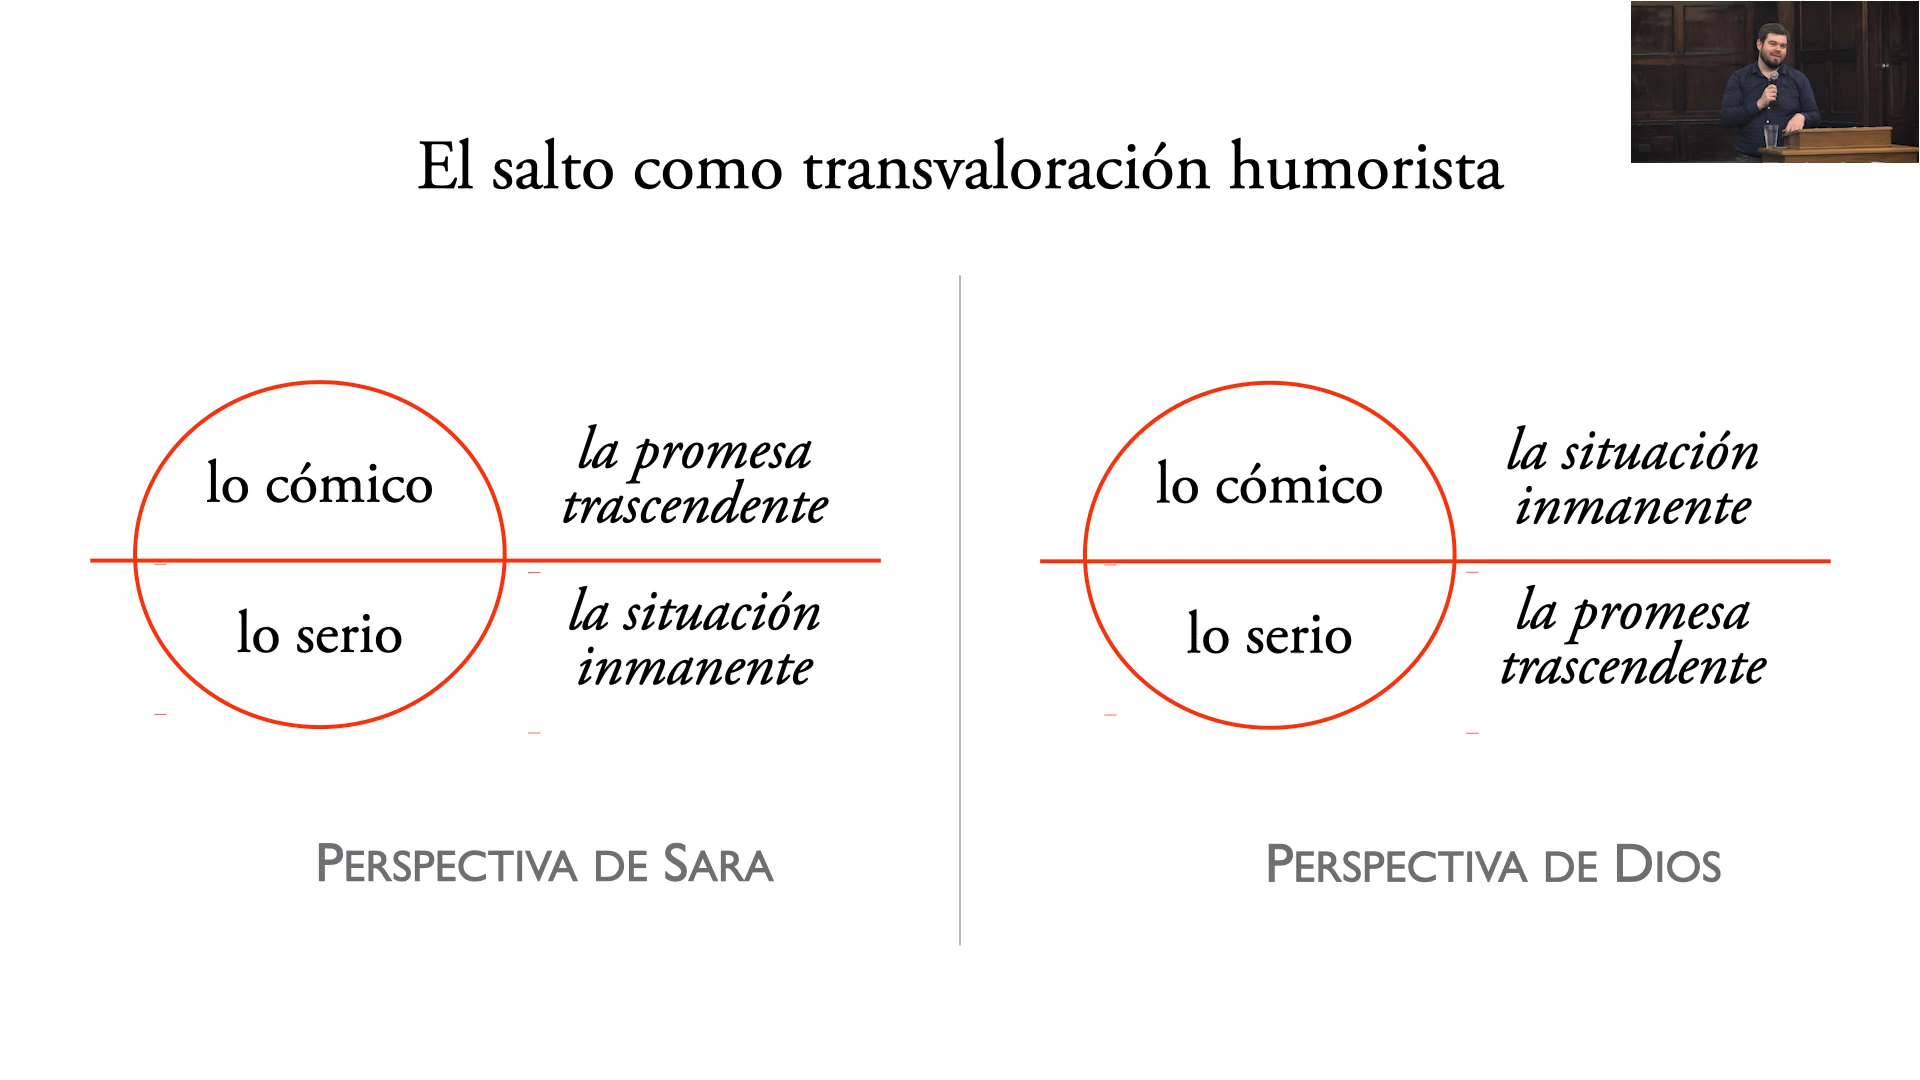 El salto como transvaloración humorista
lo cómico
la promesa
trascendente
lo serio
la situación
inmanente
PERSPECTIVA DE SARA
lo cómico
la situación
inmanente
lo serio
la promesa
trascendente
PERSPECTIVA DE DIOS